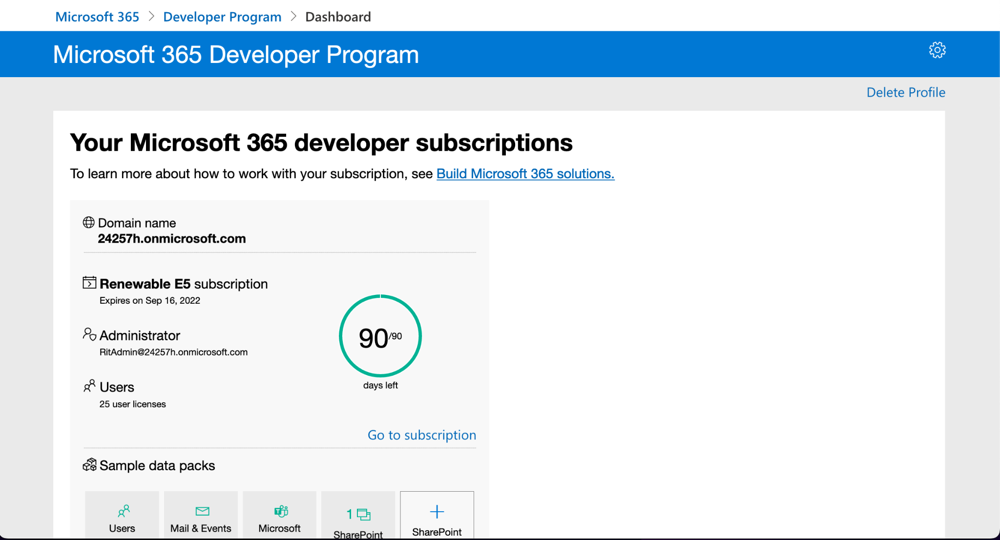 Microsoft 365 > Developer Program > Dashboard
Microsoft 365 Developer Program
Delete Profile
Your Microsoft 365 developer subscriptions
To learn more about how to work with your subscription, see Build Microsoft 365 solutions.
Domain name
24257h.onmicrosoft.com
Renewable E5 subscription
Expires on Sep 16, 2022
Administrator
RitAdmin@24257h.onmicrosoft.com
90/90
days left
Users
25 user licenses
Go to subscription
Sample data packs
Users
Mail & Events
Microsoft
1
SharePoint
SharePoint